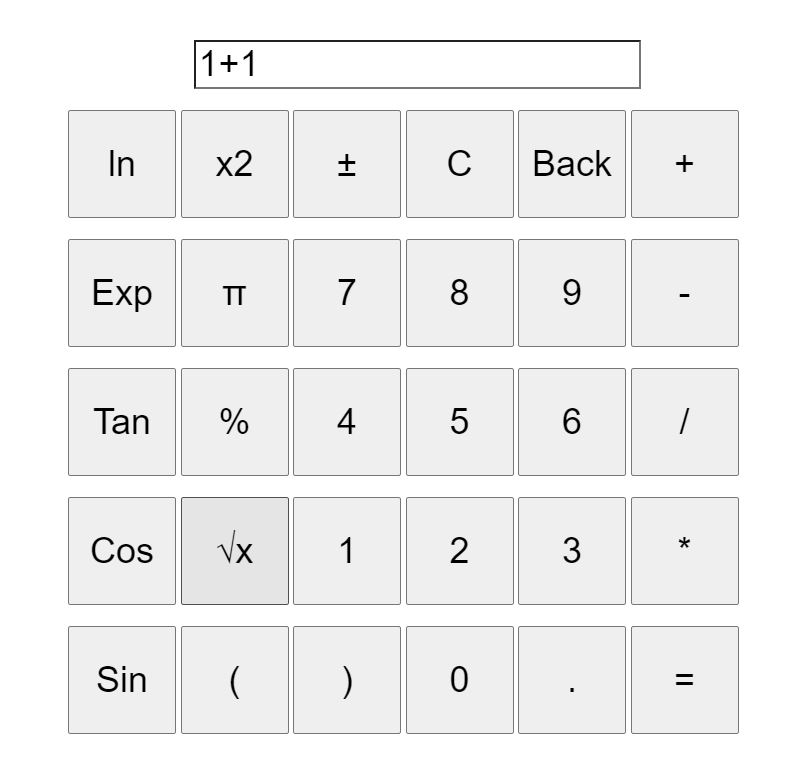 1+1
ln x2 ± C Back +
Exp π 7 8 9 -
Tan % 4 5 6 /
Cos √x 1 2 3 *
Sin ( ) 0 . =